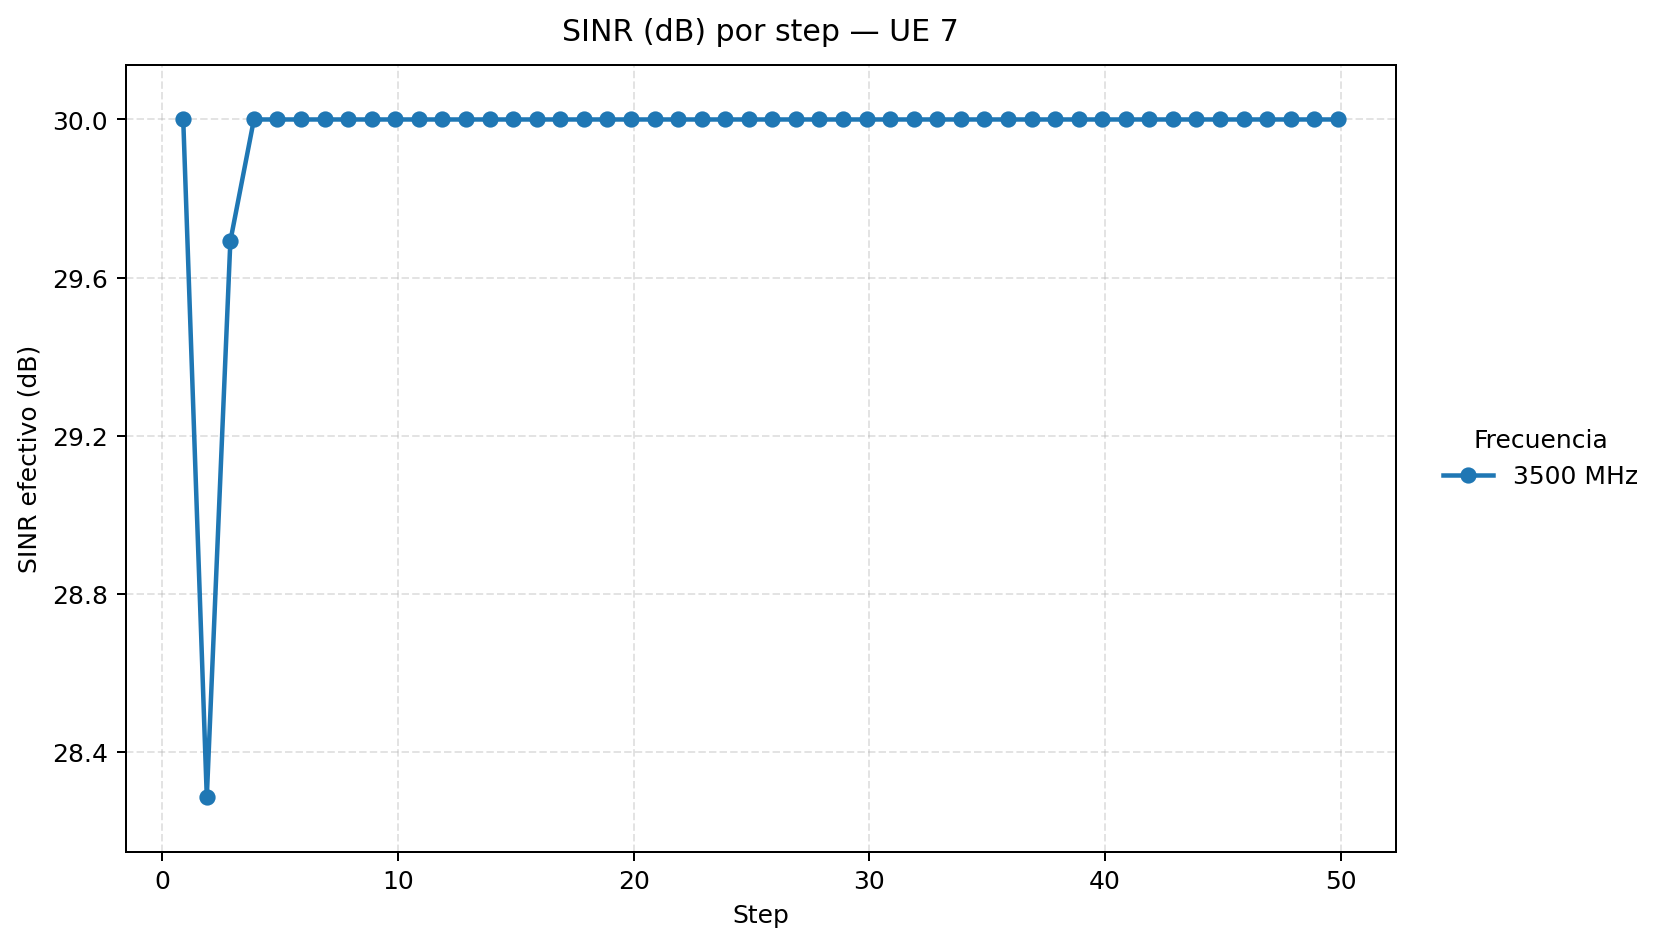 SINR (dB) por step — UE 7
30.0
29.6
29.2
28.8
28.4
SINR efectivo (dB)
0 10 20 30 40 50
Step
Frecuencia
3500 MHz